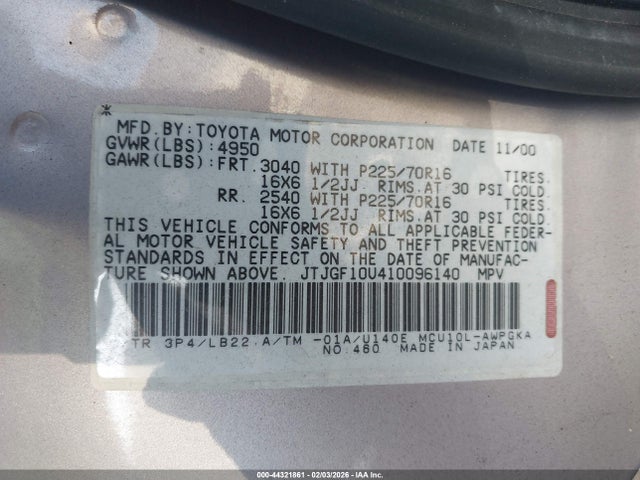 MFD.BY:TOYOTA MOTOR CORPORATION DATE 11/00
GVWR(LBS):4950
GAWR(LBS):FRT. 3040 WITH P225/70R16 TIRES.
16X6 1/2JJ RIMS.AT 30 PSI COLD
RR. 2540 WITH P225/70R16 TIRES.
16X6 1/2JJ RIMS.AT 30 PSI COLD
THIS VEHICLE CONFORMS TO ALL APPLICABLE FEDER-
AL MOTOR VEHICLE SAFETY AND THEFT PREVENTION
STANDARDS IN EFFECT ON THE DATE OF MANUFAC-
TURE SHOWN ABOVE. JTJGF10U410096140 MPV
TR 3P4/LB22 A/TM -01A/U140E MCU10L-AWPGKA
NO.460 MADE IN JAPAN
000-44321861 - 02/03/2026 - IAA Inc.